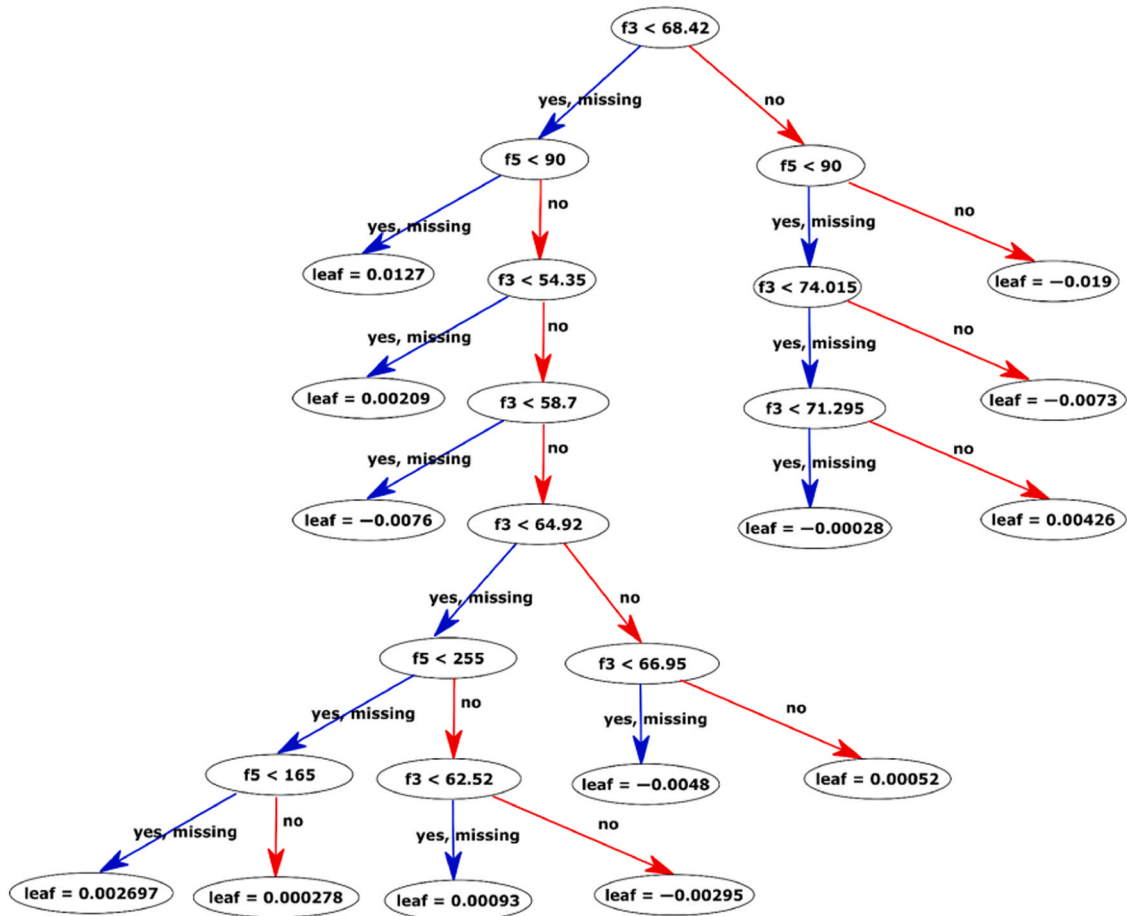 f3 < 68.42
yes, missing
no
f5 < 90
f5 < 90
yes, missing
no
yes, missing
no
leaf = 0.0127
f3 < 54.35
f3 < 74.015
leaf = −0.019
yes, missing
no
yes, missing
no
leaf = 0.00209
f3 < 58.7
f3 < 71.295
leaf = −0.0073
yes, missing
no
yes, missing
no
leaf = −0.0076
f3 < 64.92
leaf = −0.00028
leaf = 0.00426
yes, missing
no
f5 < 255
f3 < 66.95
yes, missing
no
yes, missing
no
f5 < 165
f3 < 62.52
leaf = −0.0048
leaf = 0.00052
yes, missing
no
yes, missing
no
leaf = 0.002697
leaf = 0.000278
leaf = 0.00093
leaf = −0.00295